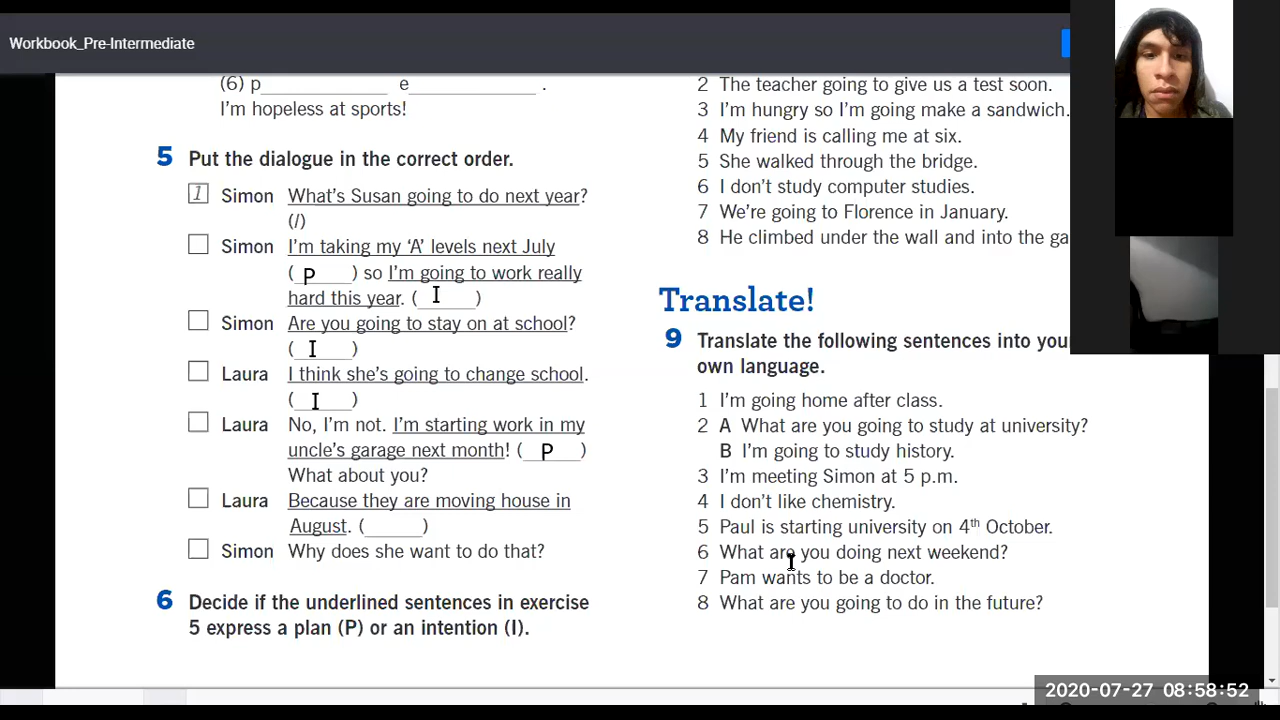 Workbook_Pre-Intermediate
(6) p____________ e____________ .
I'm hopeless at sports!
5 Put the dialogue in the correct order.
1 Simon What's Susan going to do next year?
(I)
Simon I'm taking my 'A' levels next July
( P ) so I'm going to work really
hard this year. ( I )
Simon Are you going to stay on at school?
( I )
Laura I think she's going to change school.
( I )
Laura No, I'm not. I'm starting work in my
uncle's garage next month! ( P )
What about you?
Laura Because they are moving house in
August. (______)
Simon Why does she want to do that?
6 Decide if the underlined sentences in exercise
5 express a plan (P) or an intention (I).
2 The teacher going to give us a test soon.
3 I'm hungry so I'm going make a sandwich.
4 My friend is calling me at six.
5 She walked through the bridge.
6 I don't study computer studies.
7 We're going to Florence in January.
8 He climbed under the wall and into the ga
Translate!
9 Translate the following sentences into you
own language.
1 I'm going home after class.
2 A What are you going to study at university?
B I'm going to study history.
3 I'm meeting Simon at 5 p.m.
4 I don't like chemistry.
5 Paul is starting university on 4th October.
6 What are you doing next weekend?
7 Pam wants to be a doctor.
8 What are you going to do in the future?
2020-07-27 08:58:52